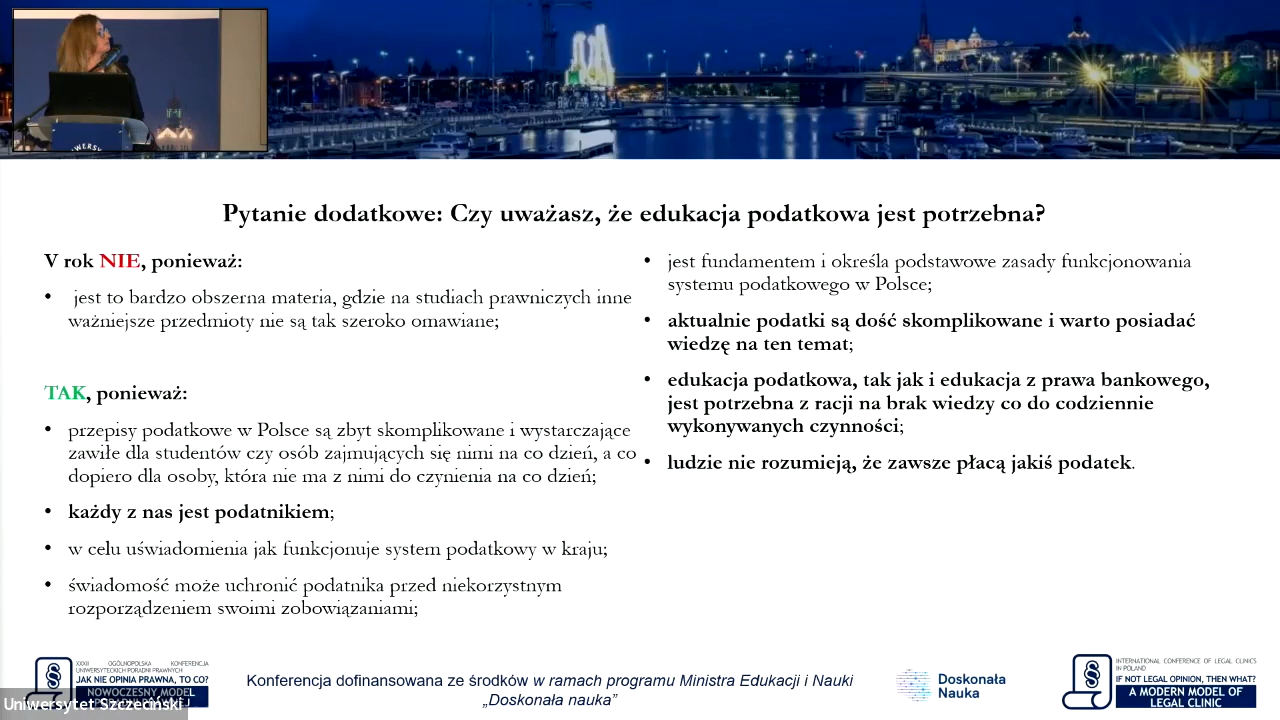 WERSY
Pytanie dodatkowe: Czy uważasz, że edukacja podatkowa jest potrzebna?
V rok NIE, ponieważ:
• jest to bardzo obszerna materia, gdzie na studiach prawniczych inne
ważniejsze przedmioty nie są tak szeroko omawiane;
TAK, ponieważ:
• przepisy podatkowe w Polsce są zbyt skomplikowane i wystarczające
zawiłe dla studentów czy osób zajmujących się nimi na co dzień, a co
dopiero dla osoby, która nie ma z nimi do czynienia na co dzień;
• każdy z nas jest podatnikiem;
• w celu uświadomienia jak funkcjonuje system podatkowy w kraju;
• świadomość może uchronić podatnika przed niekorzystnym
rozporządzeniem swoimi zobowiązaniami;
• jest fundamentem i określa podstawowe zasady funkcjonowania
systemu podatkowego w Polsce;
• aktualnie podatki są dość skomplikowane i warto posiadać
wiedzę na ten temat;
• edukacja podatkowa, tak jak i edukacja z prawa bankowego,
jest potrzebna z racji na brak wiedzy co do codziennie
wykonywanych czynności;
• ludzie nie rozumieją, że zawsze płacą jakiś podatek.
XXXII OGÓLNOPOLSKA KONFERENCJA
UNIWERSYTECKICH PORADNI PRAWNYCH
JAK NIE OPINIA PRAWNA, TO CO?
NOWOCZESNY MODEL
Uniwersytet Szczeciński
Konferencja dofinansowana ze środków w ramach programu Ministra Edukacji i Nauki
„Doskonała nauka”
Doskonała
Nauka
INTERNATIONAL CONFERENCE OF LEGAL CLINICS
IN POLAND
IF NOT LEGAL OPINION, THEN WHAT?
A MODERN MODEL OF
LEGAL CLINIC